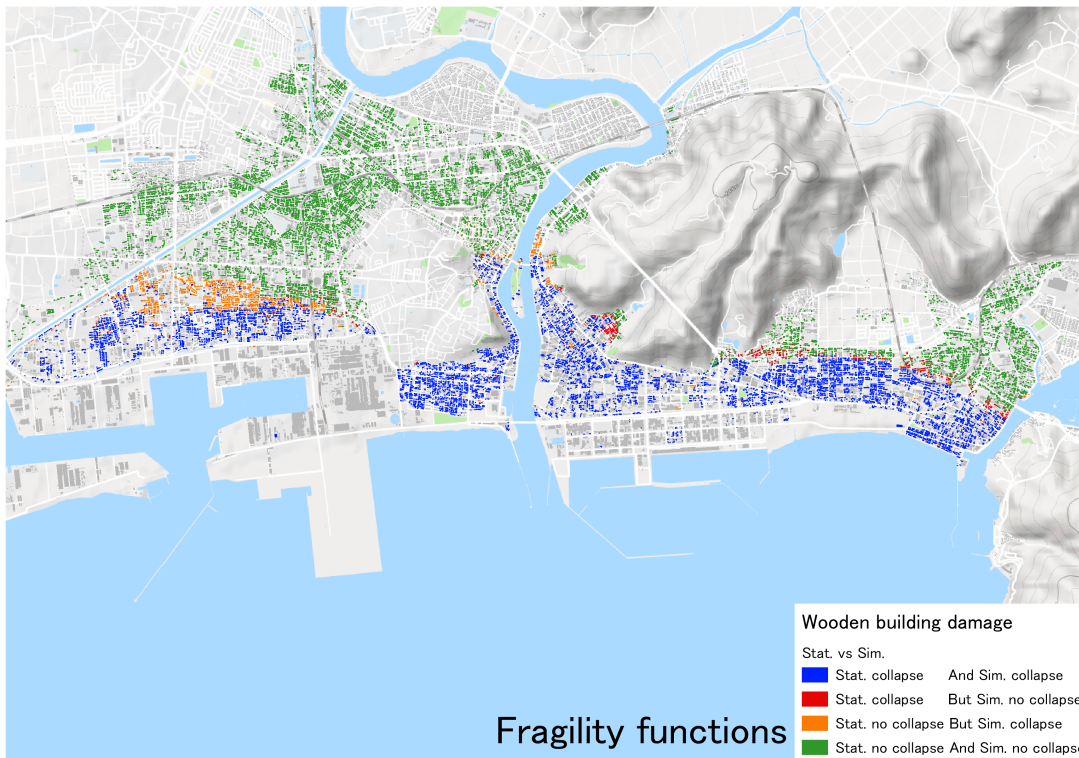 Wooden building damage
Stat. vs Sim.
Stat. collapse And Sim. collapse
Stat. collapse But Sim. no collapse
Stat. no collapse But Sim. collapse
Stat. no collapse And Sim. no collapse
Fragility functions